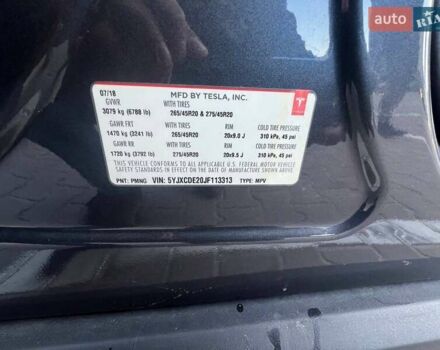 auto RIA
07/18 MFD BY TESLA, INC.
GVWR WITH TIRES
3079 kg (6788 lb) 265/45R20 & 275/45R20
GAWR FRT WITH TIRES RIM COLD TIRE PRESSURE
1470 kg (3241 lb) 265/45R20 20x9.0 J 310 kPa, 45 psi
GAWR RR WITH TIRES RIM COLD TIRE PRESSURE
1720 kg (3792 lb) 275/45R20 20x9.5 J 310 kPa, 45 psi
THIS VEHICLE CONFORMS TO ALL APPLICABLE U.S. FEDERAL MOTOR VEHICLE
SAFETY STANDARDS IN EFFECT ON THE DATE OF MANUFACTURE SHOWN ABOVE.
PNT: PMNG VIN: 5YJXCDE20JF113313 TYPE: MPV